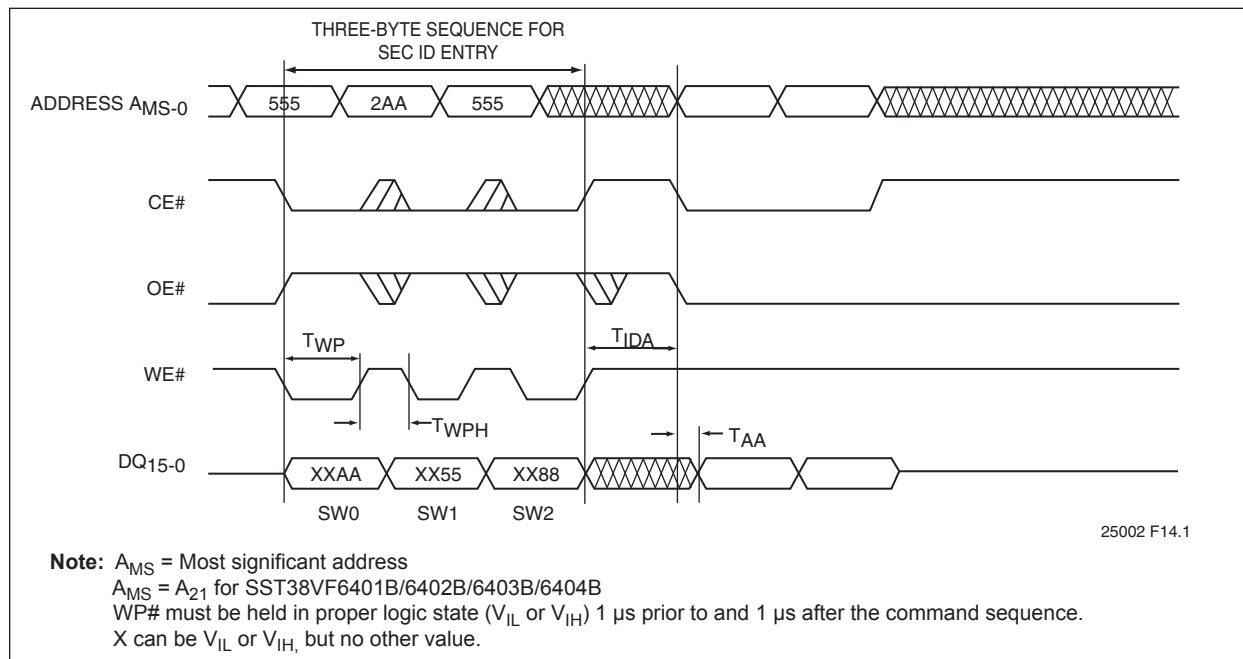 THREE-BYTE SEQUENCE FOR
SEC ID ENTRY
ADDRESS AMS-0
555 2AA 555
CE#
OE#
TWP TIDA
WE#
TWPH TAA
DQ15-0
XXAA XX55 XX88
SW0 SW1 SW2
25002 F14.1
Note: AMS = Most significant address
AMS = A21 for SST38VF6401B/6402B/6403B/6404B
WP# must be held in proper logic state (VIL or VIH) 1 µs prior to and 1 µs after the command sequence.
X can be VIL or VIH, but no other value.